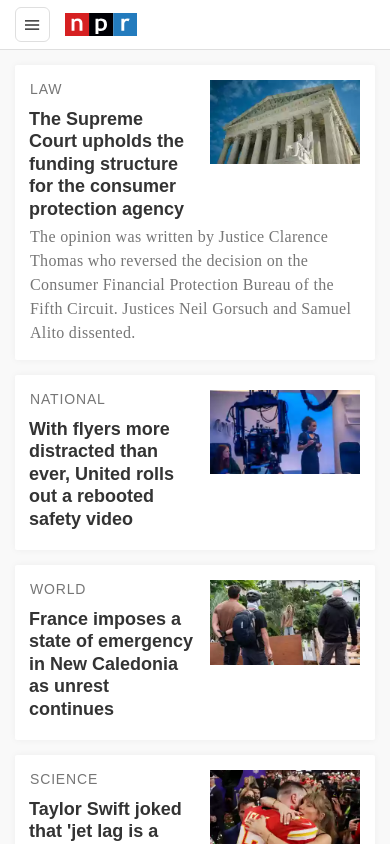 npr
LAW
The Supreme
Court upholds the
funding structure
for the consumer
protection agency
The opinion was written by Justice Clarence
Thomas who reversed the decision on the
Consumer Financial Protection Bureau of the
Fifth Circuit. Justices Neil Gorsuch and Samuel
Alito dissented.
NATIONAL
With flyers more
distracted than
ever, United rolls
out a rebooted
safety video
WORLD
France imposes a
state of emergency
in New Caledonia
as unrest
continues
SCIENCE
Taylor Swift joked
that 'jet lag is a